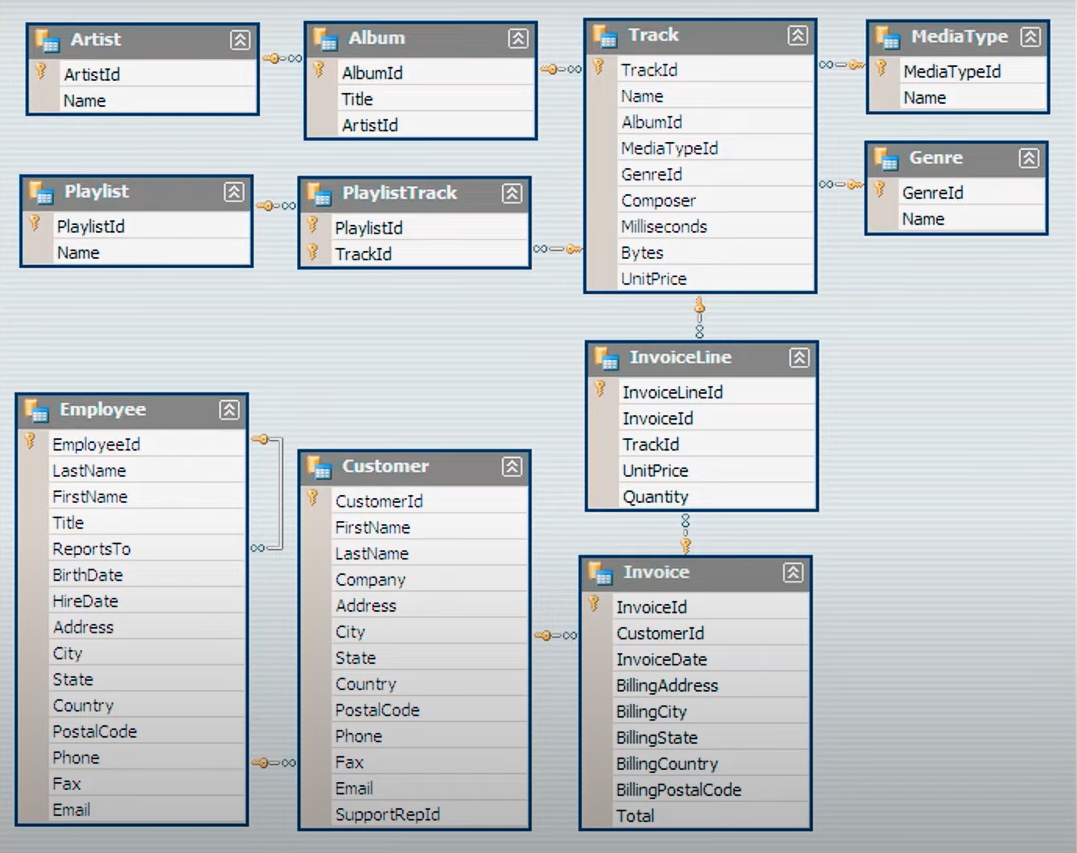 Artist
ArtistId
Name
Album
AlbumId
Title
ArtistId
Track
TrackId
Name
AlbumId
MediaTypeId
GenreId
Composer
Milliseconds
Bytes
UnitPrice
MediaType
MediaTypeId
Name
Genre
GenreId
Name
Playlist
PlaylistId
Name
PlaylistTrack
PlaylistId
TrackId
InvoiceLine
InvoiceLineId
InvoiceId
TrackId
UnitPrice
Quantity
Employee
EmployeeId
LastName
FirstName
Title
ReportsTo
BirthDate
HireDate
Address
City
State
Country
PostalCode
Phone
Fax
Email
Customer
CustomerId
FirstName
LastName
Company
Address
City
State
Country
PostalCode
Phone
Fax
Email
SupportRepId
Invoice
InvoiceId
CustomerId
InvoiceDate
BillingAddress
BillingCity
BillingState
BillingCountry
BillingPostalCode
Total